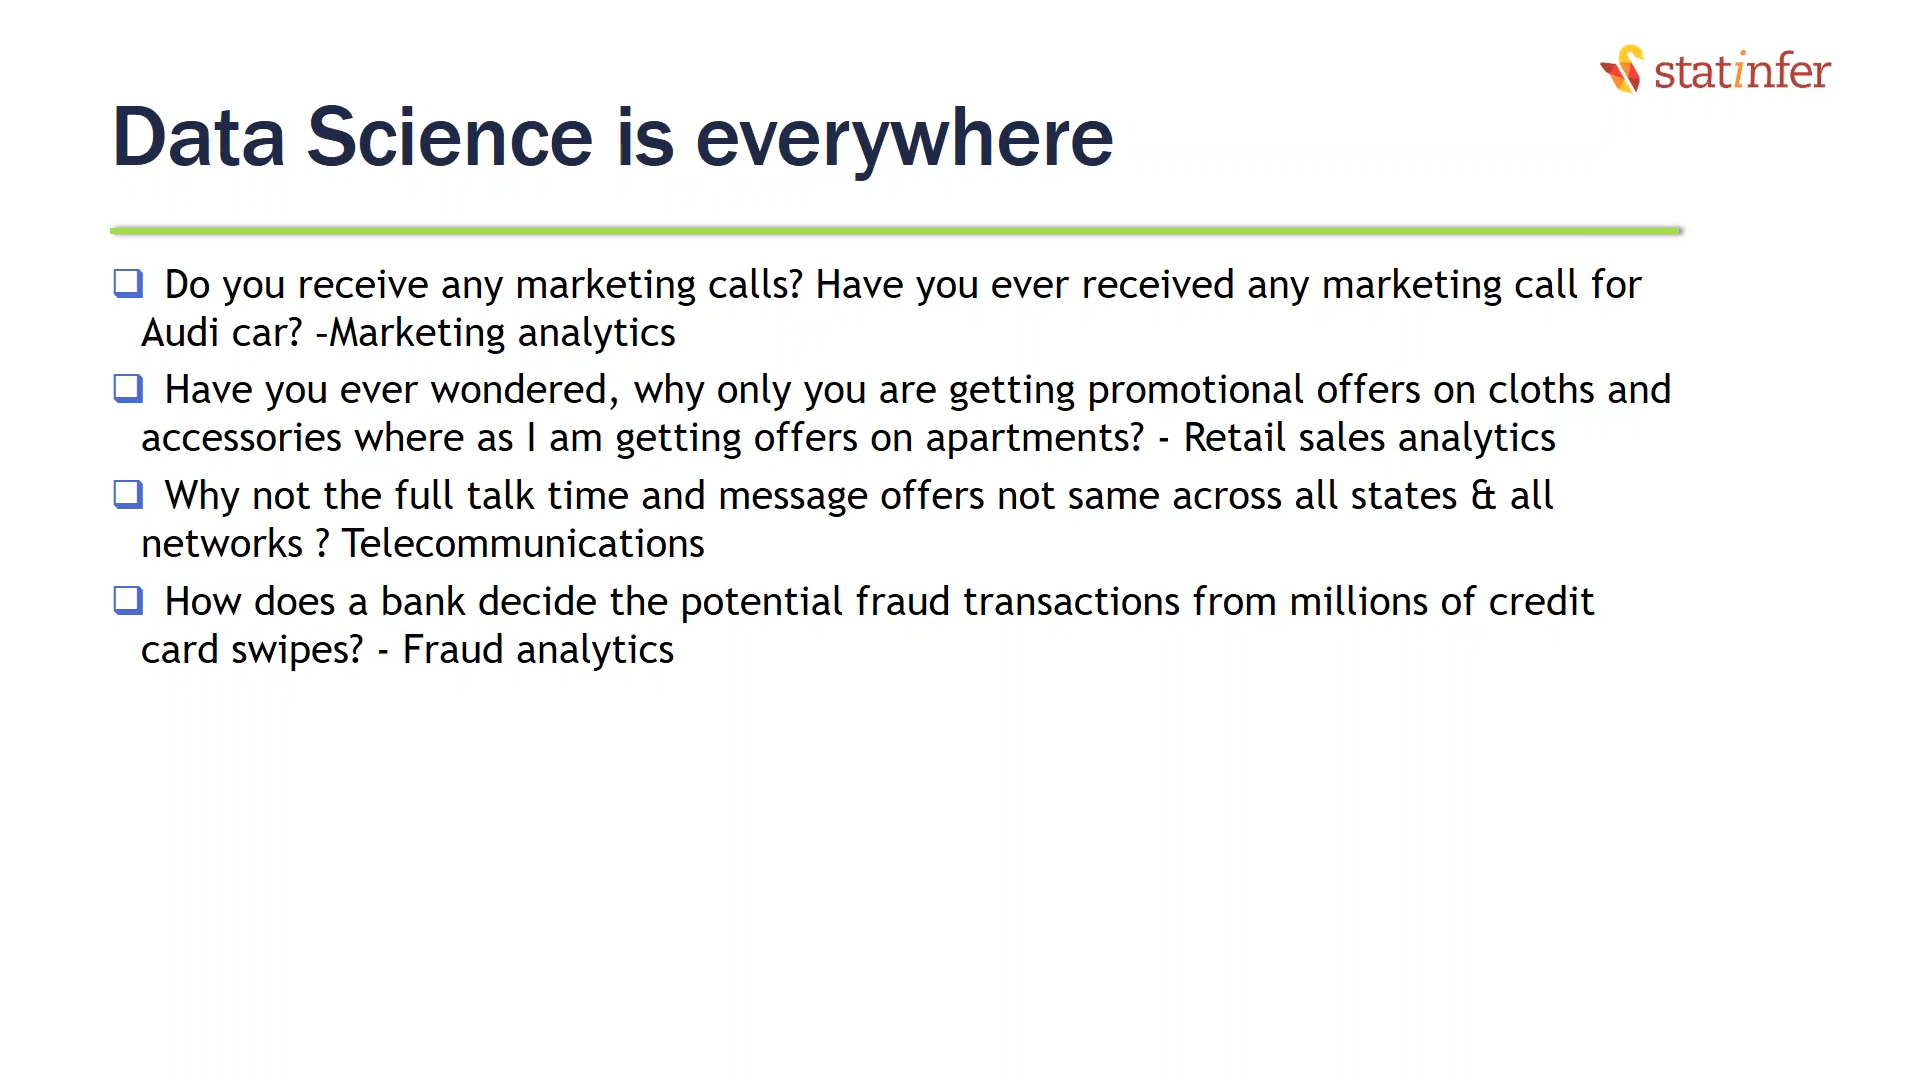 statinfer
Data Science is everywhere
Do you receive any marketing calls? Have you ever received any marketing call for
Audi car? –Marketing analytics
Have you ever wondered, why only you are getting promotional offers on cloths and
accessories where as I am getting offers on apartments? - Retail sales analytics
Why not the full talk time and message offers not same across all states & all
networks ? Telecommunications
How does a bank decide the potential fraud transactions from millions of credit
card swipes? - Fraud analytics